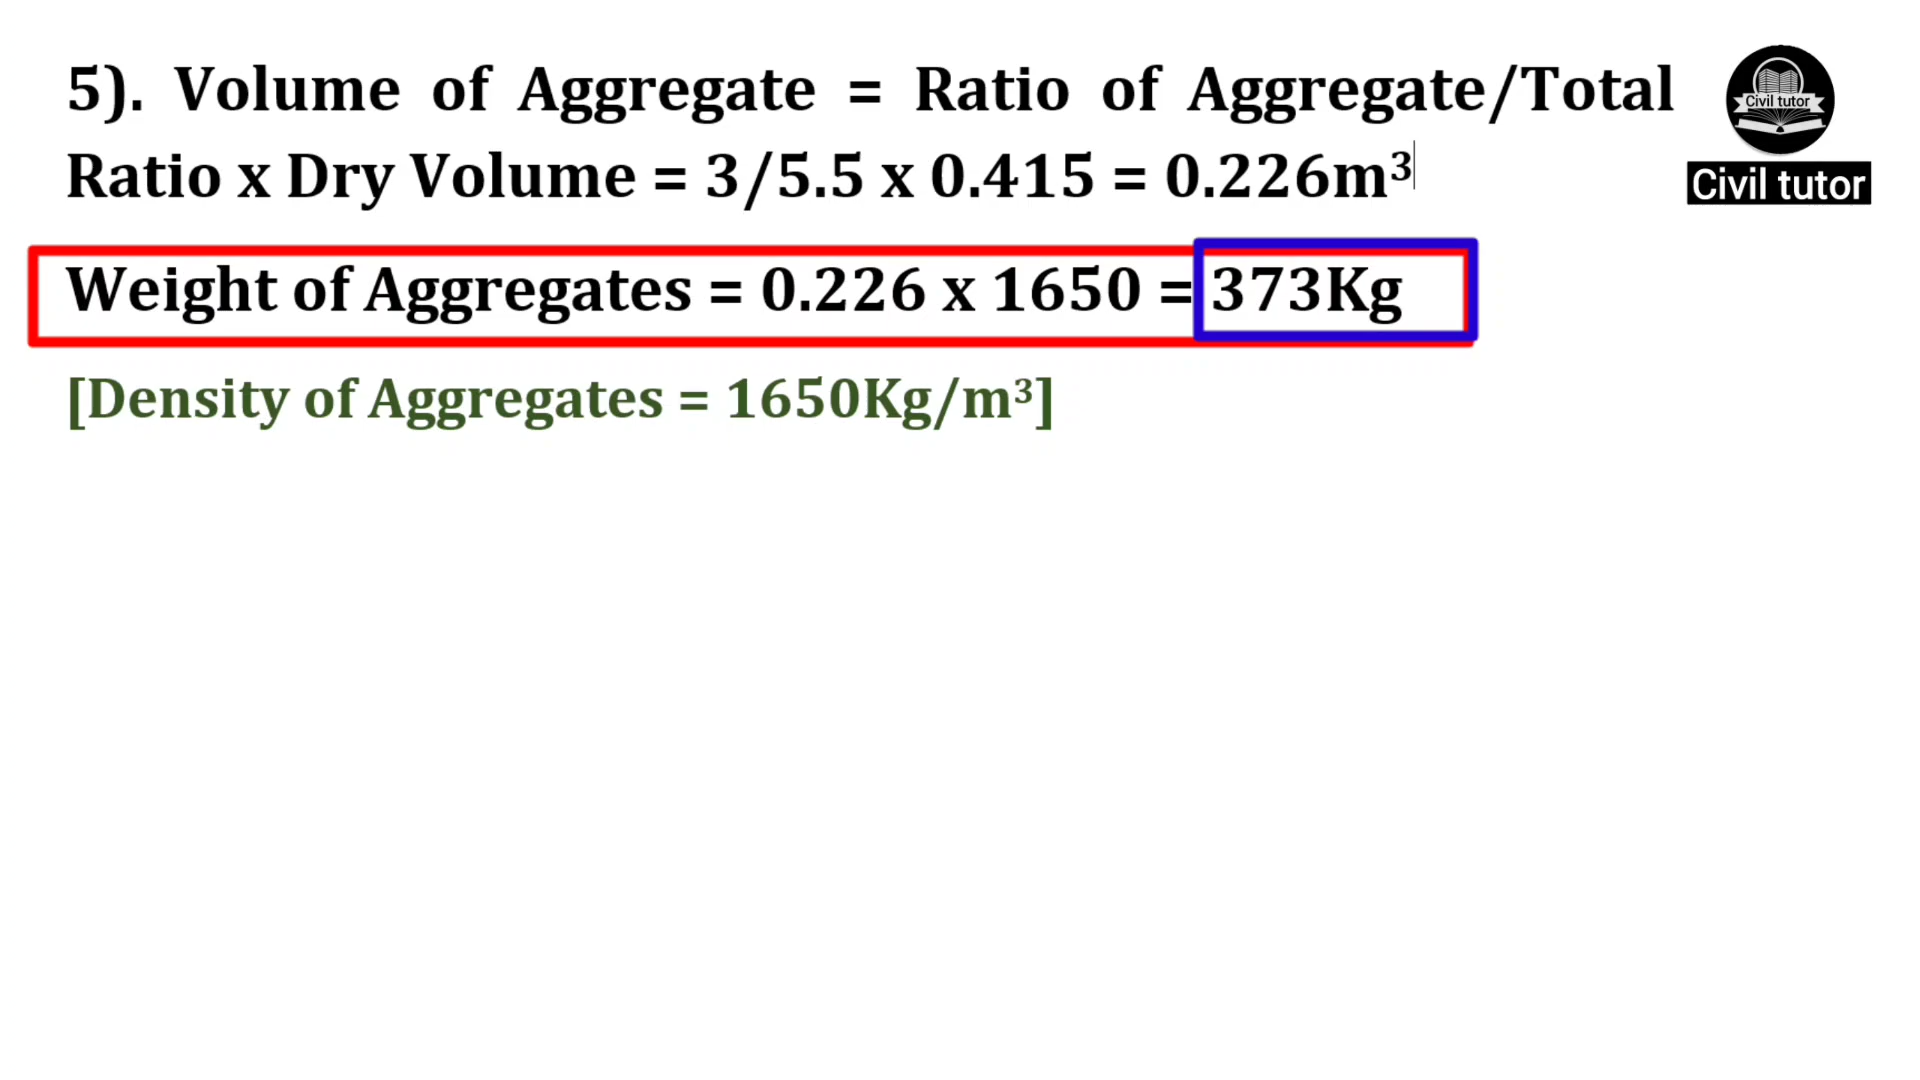 5). Volume of Aggregate = Ratio of Aggregate/Total
Ratio x Dry Volume = 3/5.5 x 0.415 = 0.226m³
Weight of Aggregates = 0.226 x 1650 = 373Kg
[Density of Aggregates = 1650Kg/m³]
Civil tutor
Civil tutor